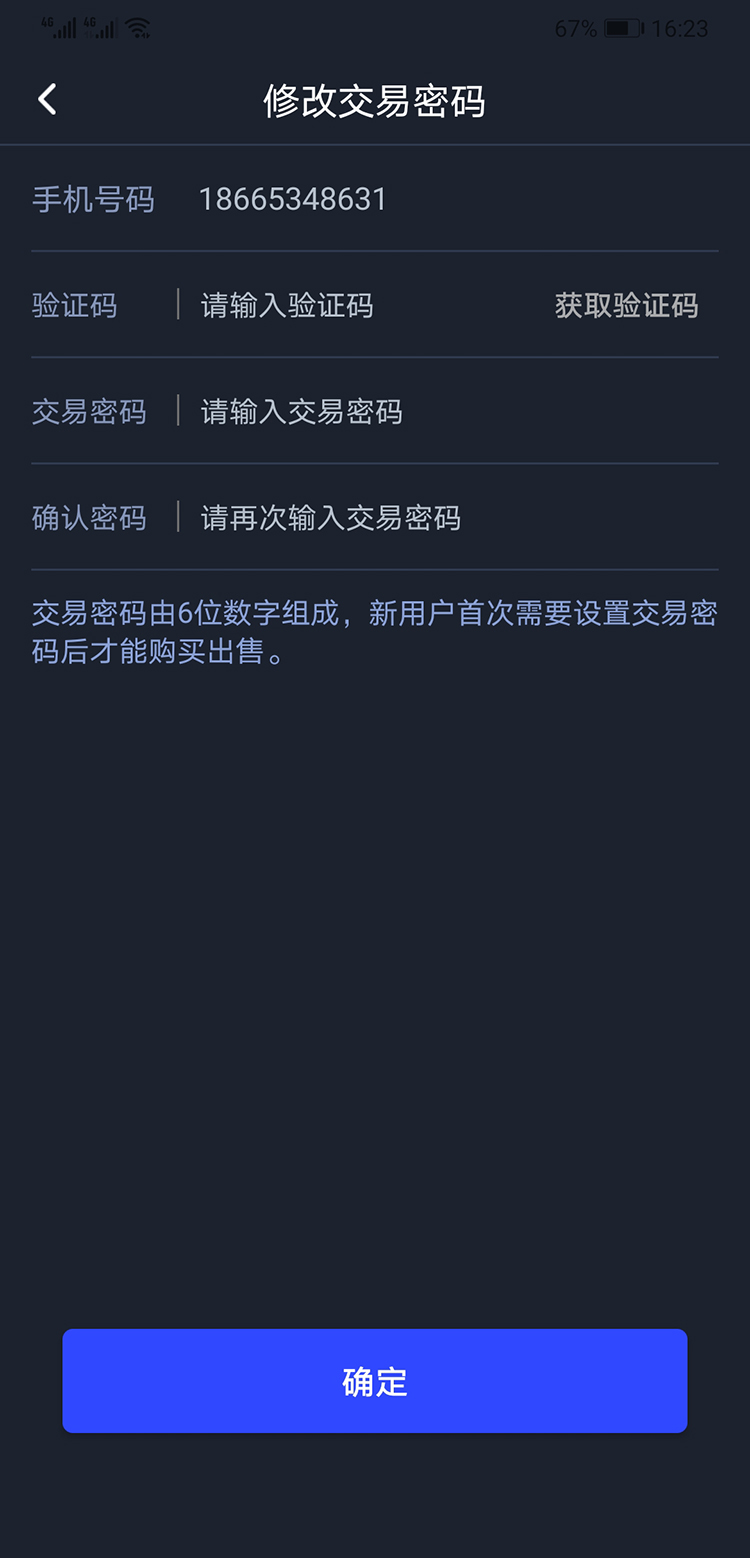 4G 4G 67% 16:23
修改交易密码
手机号码 18665348631
验证码 请输入验证码 获取验证码
交易密码 请输入交易密码
确认密码 请再次输入交易密码
交易密码由6位数字组成，新用户首次需要设置交易密
码后才能购买出售。
确定